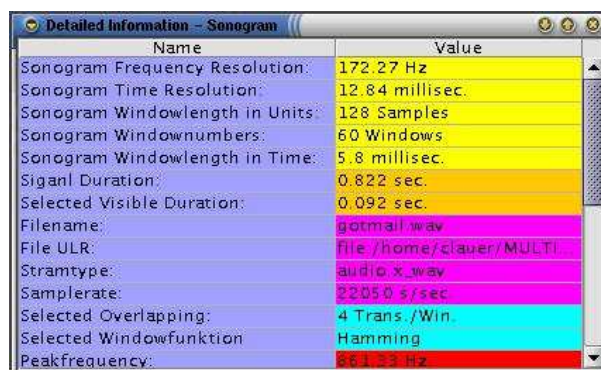 Detailed Information – Sonogram
Name Value
Sonogram Frequency Resolution: 172.27 Hz
Sonogram Time Resolution: 12.84 millisec.
Sonogram Windowlength in Units: 128 Samples
Sonogram Windownumbers: 60 Windows
Sonogram Windowlength in Time: 5.8 millisec.
Siganl Duration: 0.822 sec.
Selected Visible Duration: 0.092 sec.
Filename: gotmail.wav
File ULR: file:/home/clauer/MULTI...
Stramtype: audio.x_wav
Samplerate: 22050 s/sec.
Selected Overlapping: 4 Trans./Win.
Selected Windowfunktion Hamming
Peakfrequency: 861.33 Hz